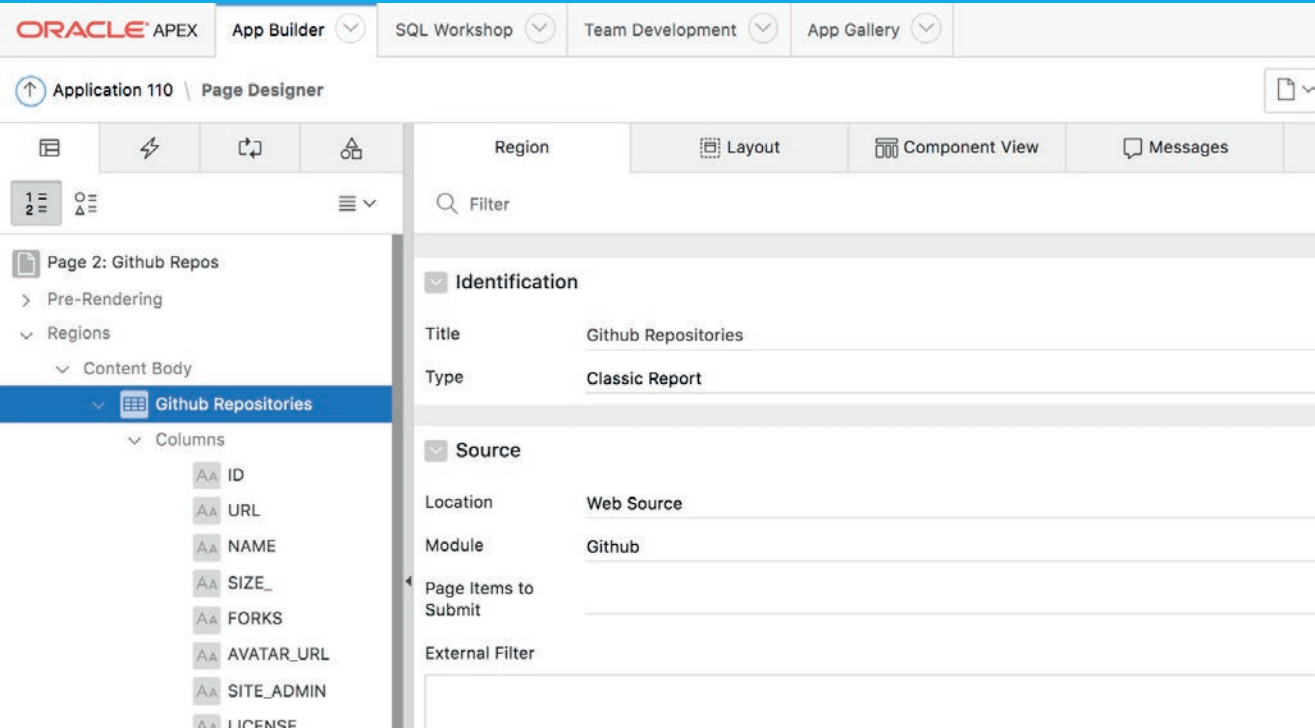 ORACLE APEX
App Builder
SQL Workshop
Team Development
App Gallery
Application 110 \ Page Designer
Region
Layout
Component View
Messages
Filter
Page 2: Github Repos
Pre-Rendering
Regions
Content Body
Github Repositories
Columns
ID
URL
NAME
SIZE_
FORKS
AVATAR_URL
SITE_ADMIN
LICENSE
Identification
Title
Github Repositories
Type
Classic Report
Source
Location
Web Source
Module
Github
Page Items to
Submit
External Filter